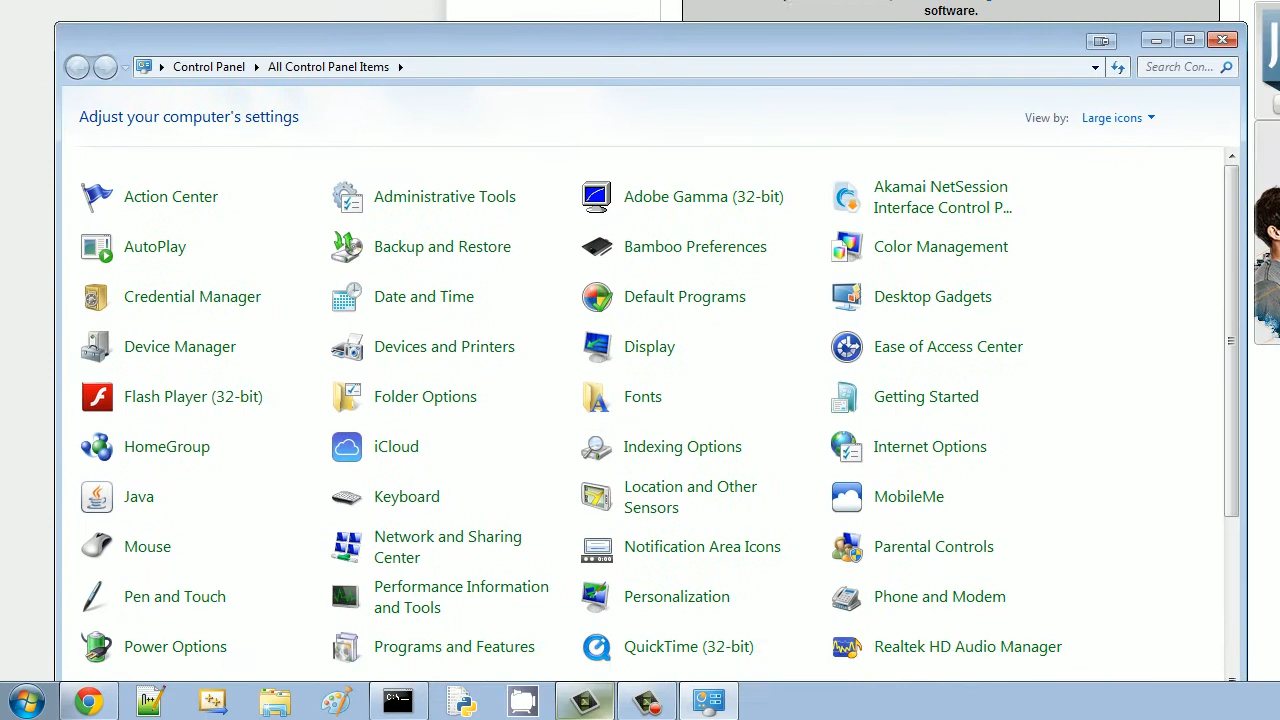 software.
Control Panel
All Control Panel Items
Search Con...
Adjust your computer's settings
View by:
Large icons
Action Center
Administrative Tools
Adobe Gamma (32-bit)
Akamai NetSession
Interface Control P...
AutoPlay
Backup and Restore
Bamboo Preferences
Color Management
Credential Manager
Date and Time
Default Programs
Desktop Gadgets
Device Manager
Devices and Printers
Display
Ease of Access Center
Flash Player (32-bit)
Folder Options
Fonts
Getting Started
HomeGroup
iCloud
Indexing Options
Internet Options
Java
Keyboard
Location and Other
Sensors
MobileMe
Mouse
Network and Sharing
Center
Notification Area Icons
Parental Controls
Pen and Touch
Performance Information
and Tools
Personalization
Phone and Modem
Power Options
Programs and Features
QuickTime (32-bit)
Realtek HD Audio Manager